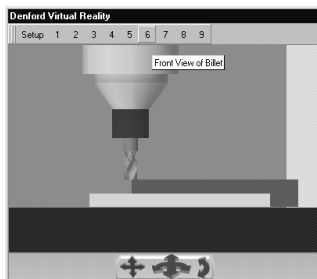 Denford Virtual Reality
Setup 1 2 3 4 5 6 7 8 9
Front View of Billet